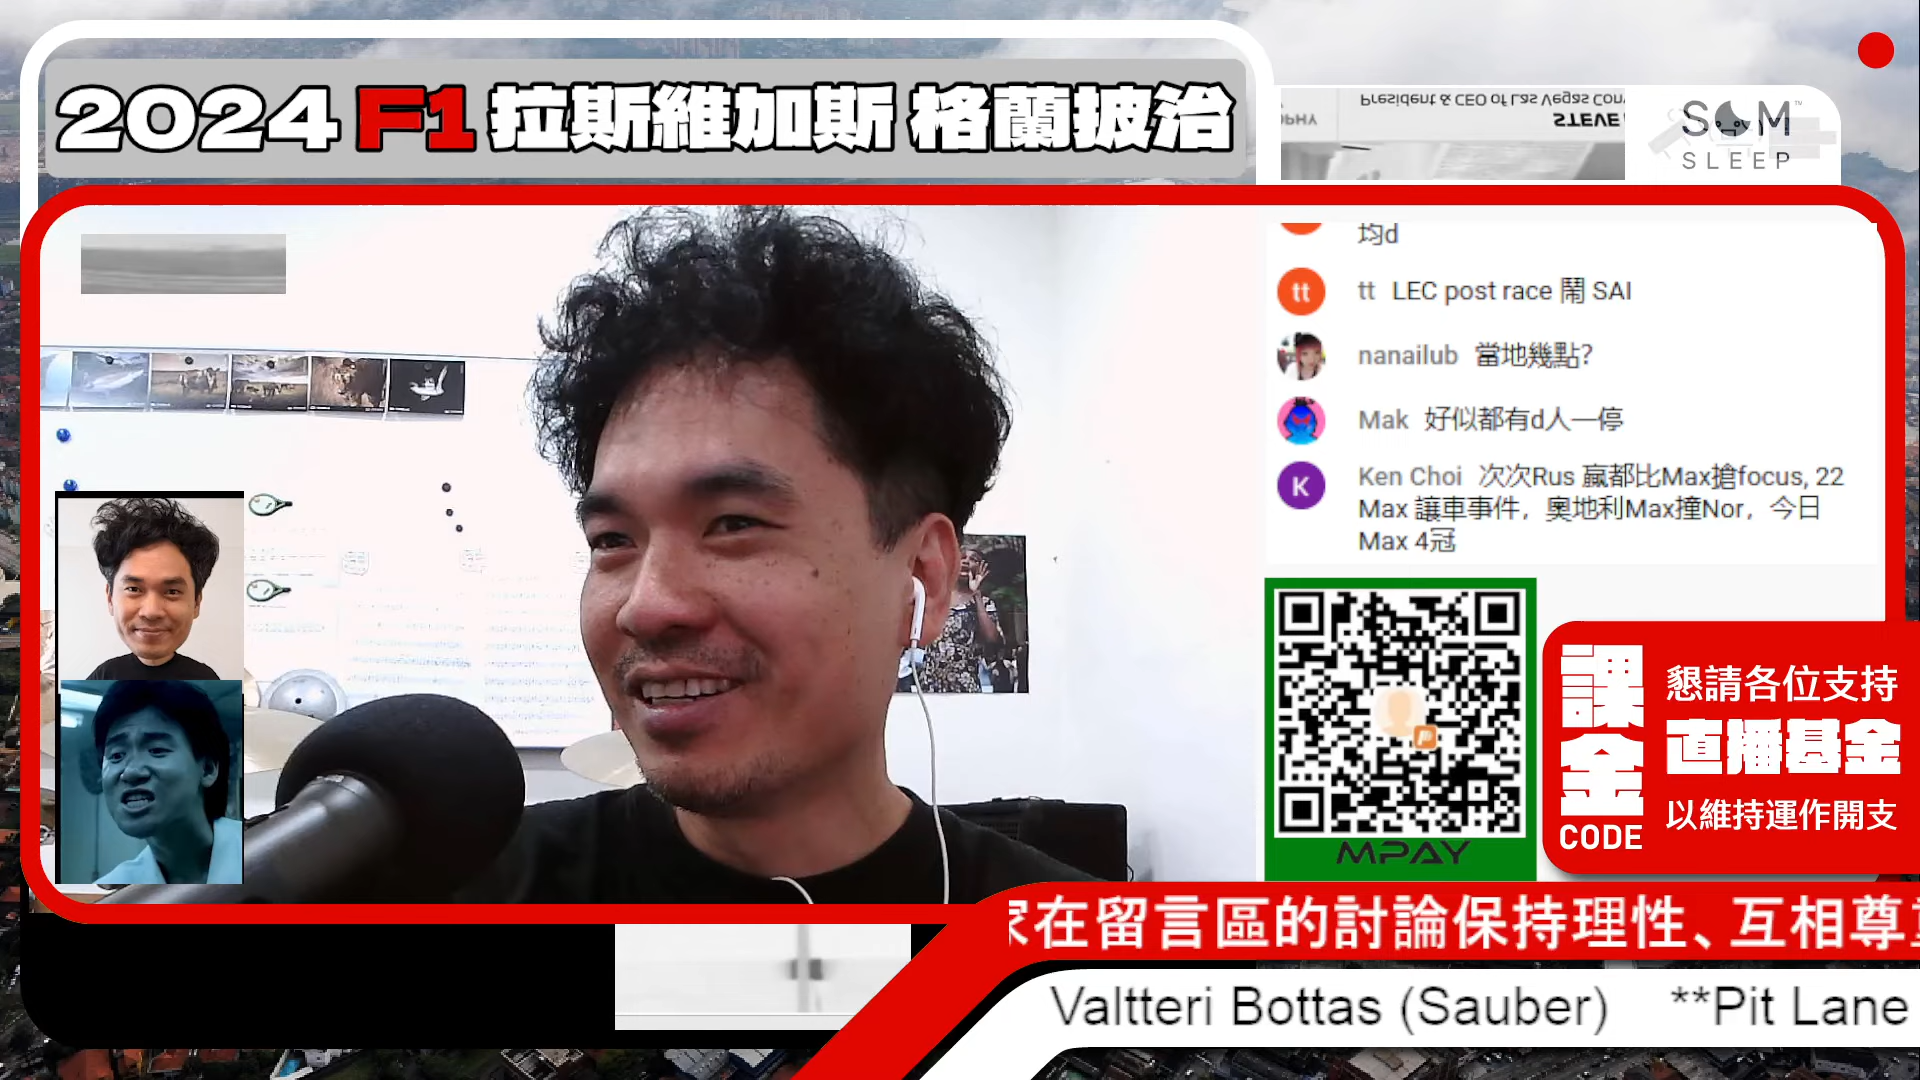 2024 F1 拉斯維加斯 格蘭披治
President & CEO of Las Vegas Con
STEVE
PHY
SOM
SLEEP
均d
tt tt LEC post race 鬧 SAI
nanailub 當地幾點?
Mak 好似都有d人一停
K Ken Choi 次次Rus 贏都比Max搶focus, 22
Max 讓車事件，奧地利Max撞Nor，今日
Max 4冠
MPAY
課金
CODE
懇請各位支持
直播基金
以維持運作開支
家在留言區的討論保持理性、互相尊重
Valtteri Bottas (Sauber) **Pit Lane